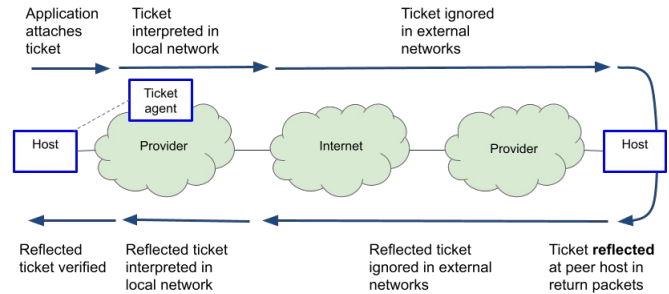 Application
attaches
ticket
Ticket
interpreted in
local network
Ticket ignored
in external
networks
Ticket
agent
Host
Provider
Internet
Provider
Host
Reflected
ticket verified
Reflected ticket
interpreted in
local network
Reflected ticket
ignored in external
networks
Ticket reflected
at peer host in
return packets